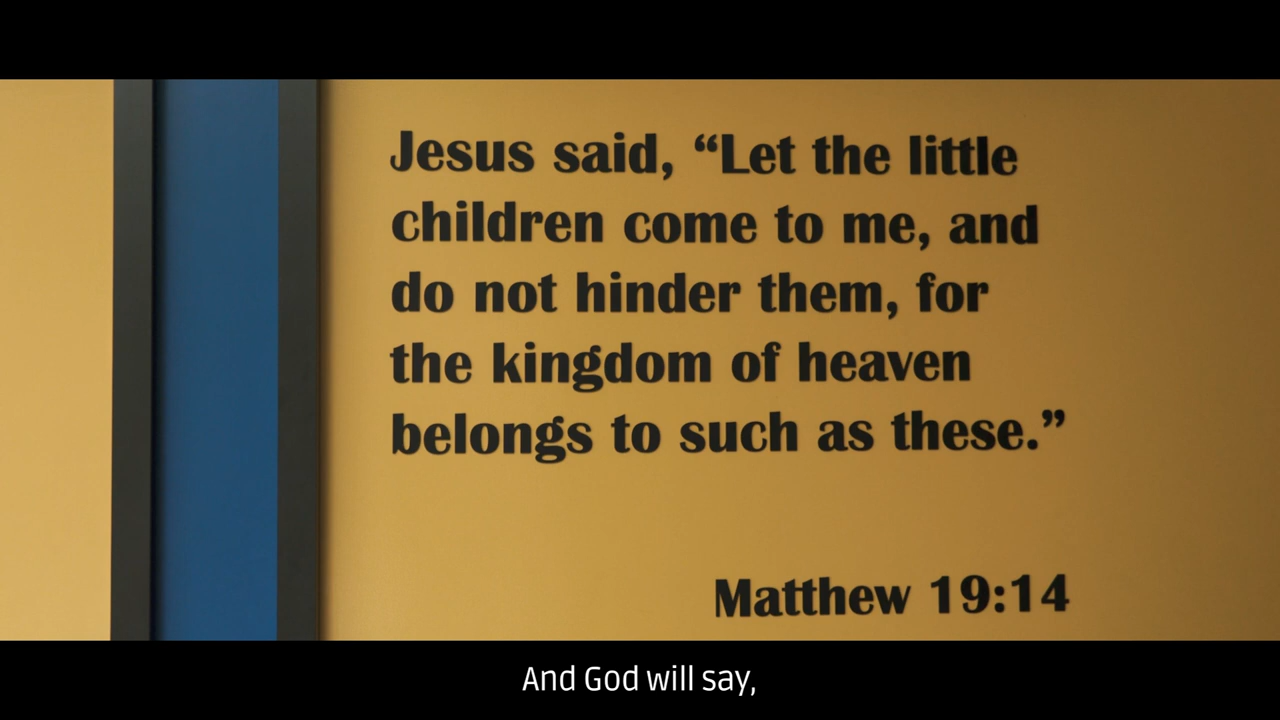 Jesus said, “Let the little
children come to me, and
do not hinder them, for
the kingdom of heaven
belongs to such as these.”
Matthew 19:14
And God will say,